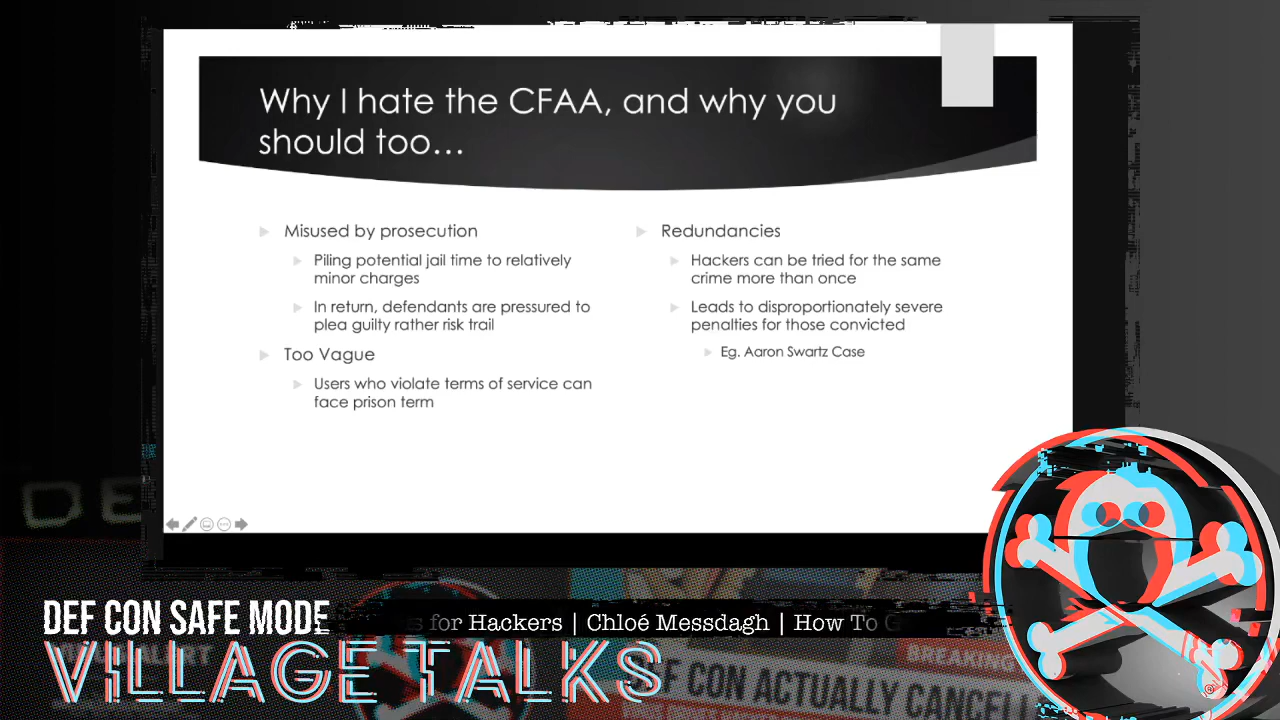 Why I hate the CFAA, and why you
should too…
Misused by prosecution
Piling potential jail time to relatively
minor charges
In return, defendants are pressured to
plea guilty rather risk trail
Too Vague
Users who violate terms of service can
face prison term
Redundancies
Hackers can be tried for the same
crime more than once
Leads to disproportionately severe
penalties for those convicted
Eg. Aaron Swartz Case
DEF CON SAFE MODE
for Hackers | Chloé Messdagh | How To
VILLAGE TALKS
BREAKING
DEF CON ACTUALLY